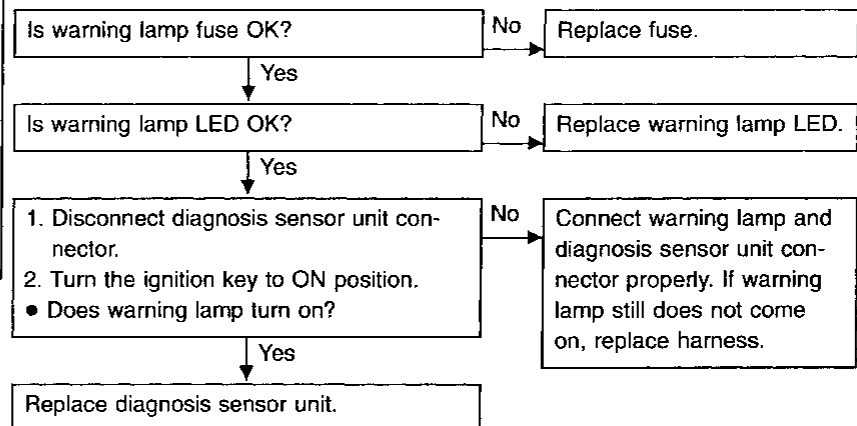 Is warning lamp fuse OK?
No
Replace fuse.
Yes
Is warning lamp LED OK?
No
Replace warning lamp LED.
Yes
1. Disconnect diagnosis sensor unit con-
nector.
2. Turn the ignition key to ON position.
● Does warning lamp turn on?
No
Connect warning lamp and
diagnosis sensor unit con-
nector properly. If warning
lamp still does not come
on, replace harness.
Yes
Replace diagnosis sensor unit.